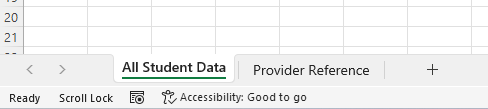 20
21
All Student Data Provider Reference +
Ready Scroll Lock Accessibility: Good to go